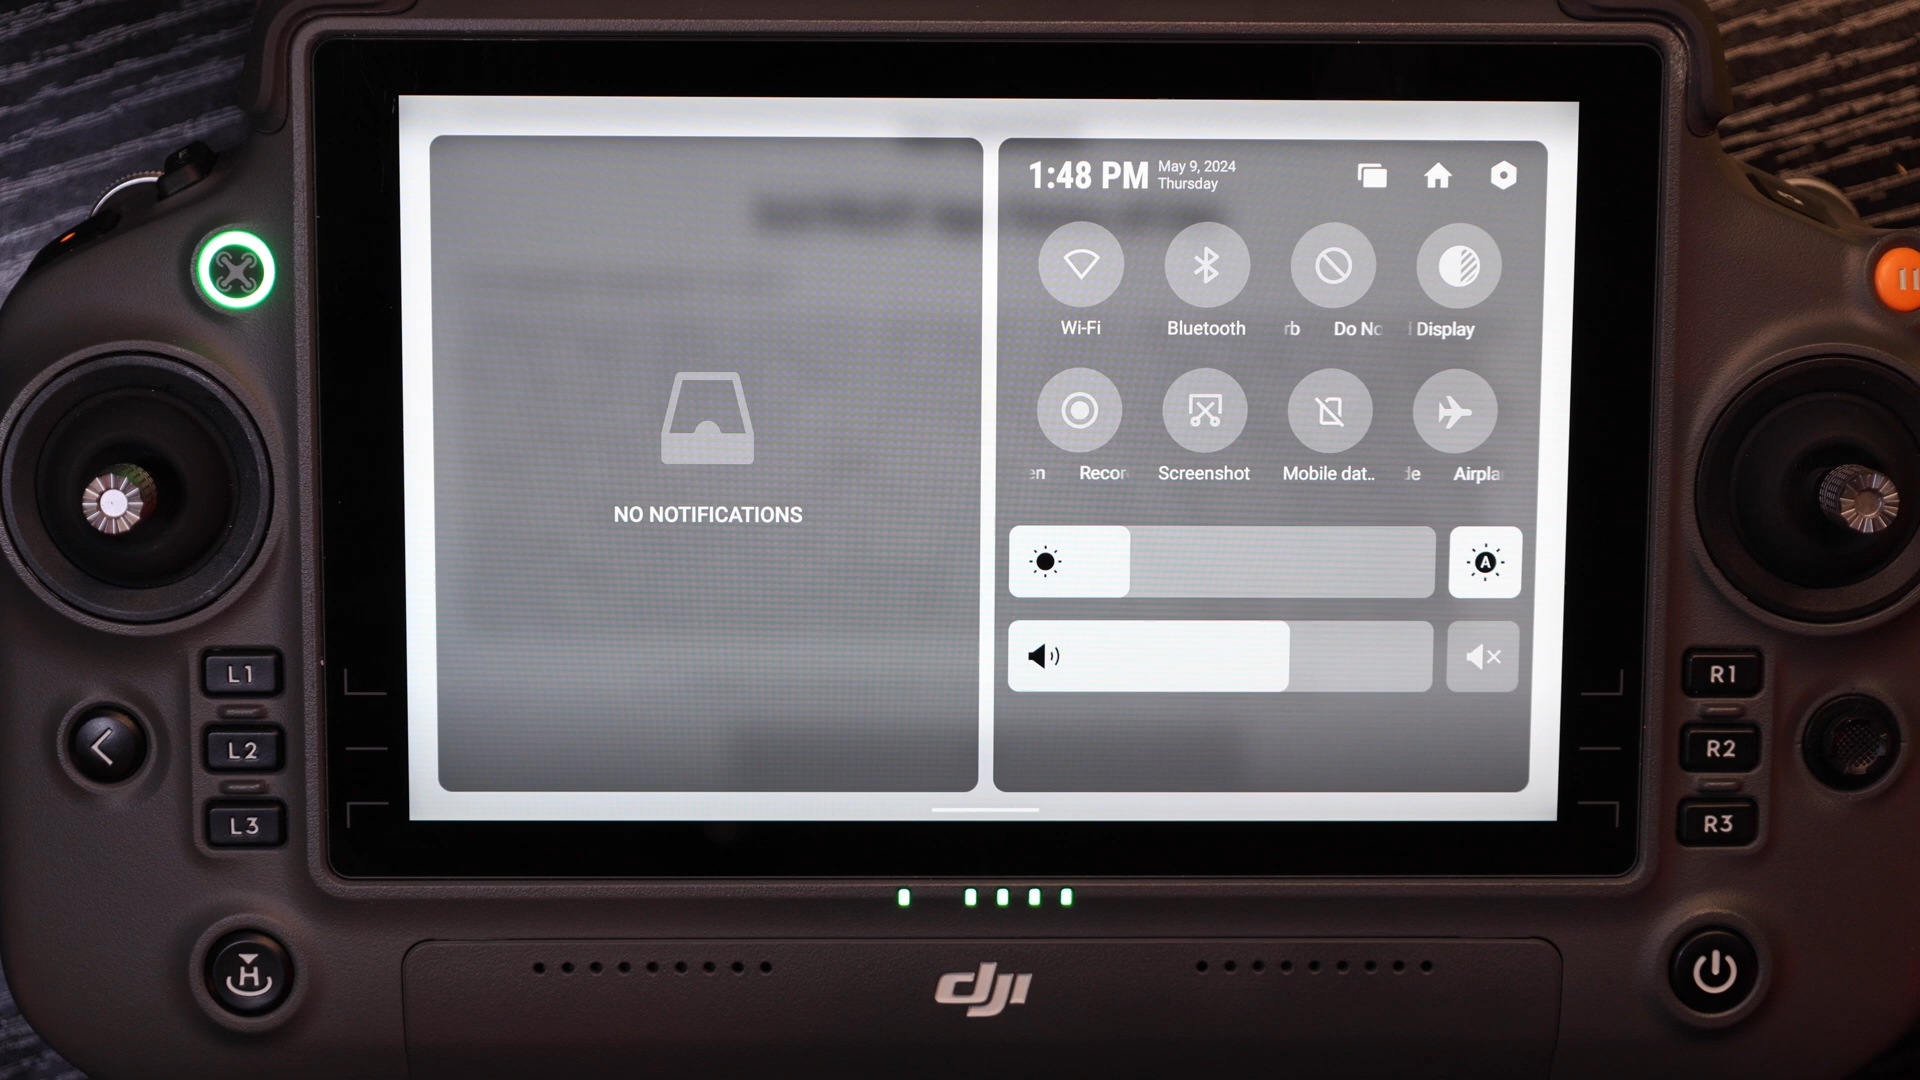 1:48 PM
May 9, 2024
Thursday
Wi-Fi
Bluetooth
rb Do No
Display
en Recor
Screenshot
Mobile dat..
de Airpla
NO NOTIFICATIONS
A
L1
L2
L3
R1
R2
R3
H
dji